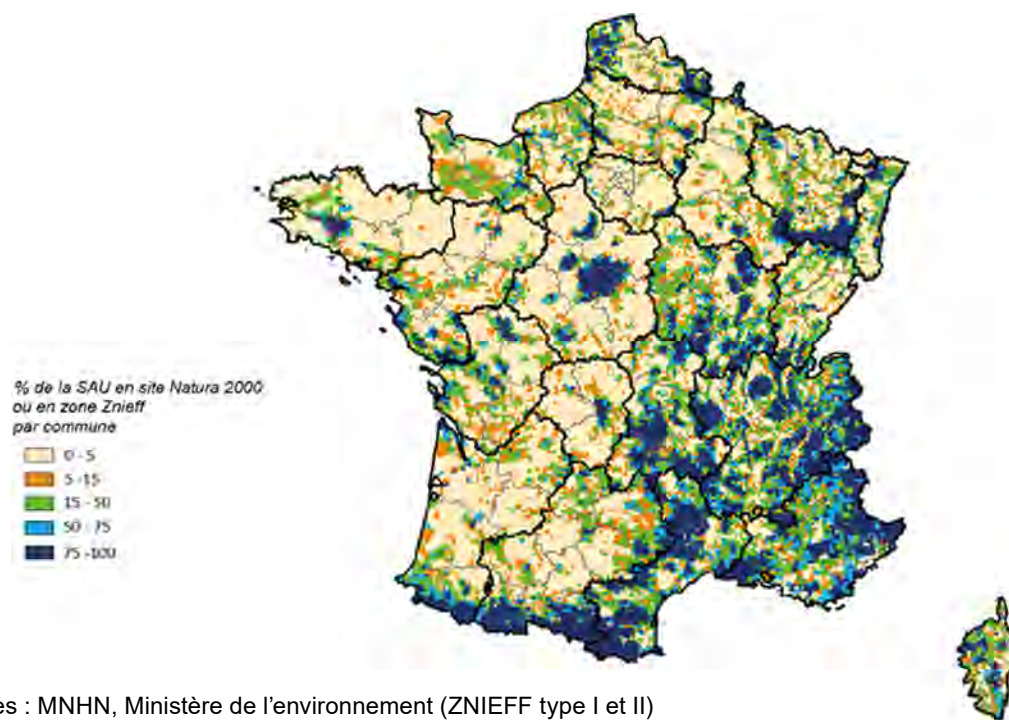 % de la SAU en site Natura 2000
ou en zone Znieff
par commune
0 - 5
5 -15
15 - 50
50 - 75
75 -100
es : MNHN, Ministère de l'environnement (ZNIEFF type I et II)